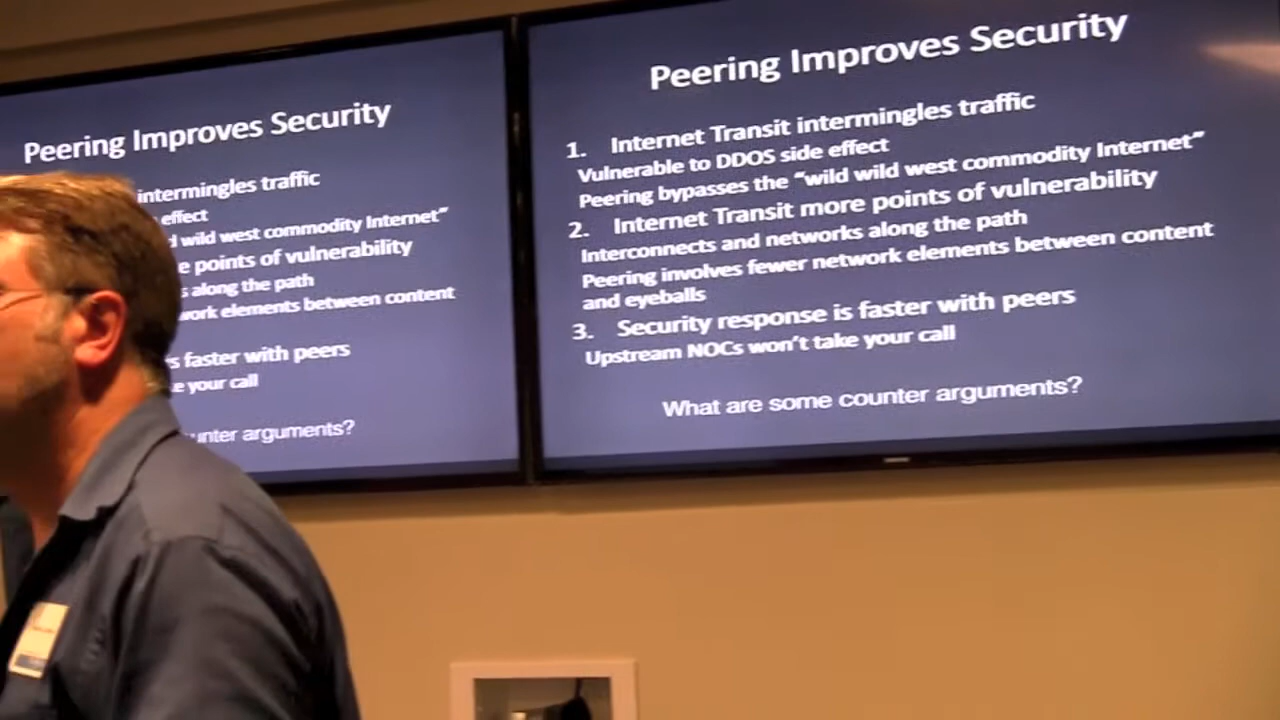 Peering Improves Security
intermingles traffic
effect
wild west commodity Internet"
points of vulnerability
along the path
elements between content
faster with peers
your call
arguments?
Peering Improves Security
1. Internet Transit intermingles traffic
Vulnerable to DDOS side effect
Peering bypasses the "wild wild west commodity Internet"
2. Internet Transit more points of vulnerability
Interconnects and networks along the path
Peering involves fewer network elements between content
and eyeballs
3. Security response is faster with peers
Upstream NOCs won't take your call
What are some counter arguments?